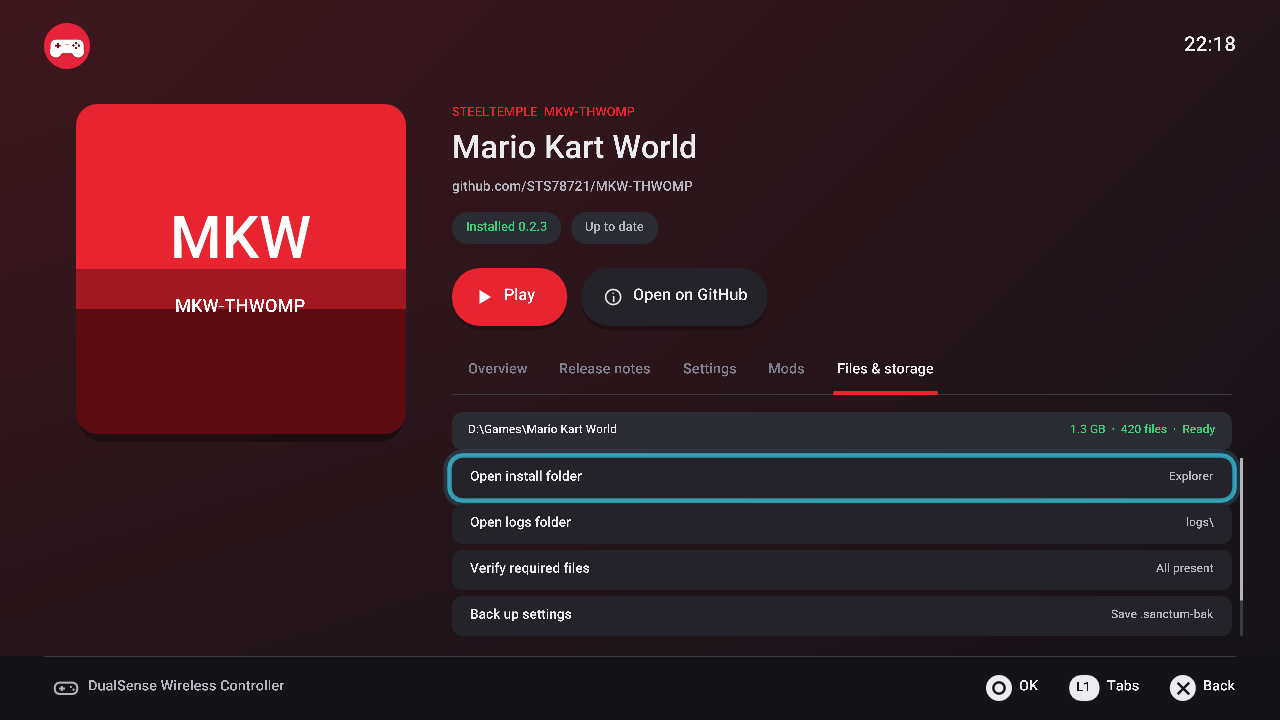 22:18
MKW
MKW-THWOMP
STEELTEMPLE MKW-THWOMP
Mario Kart World
github.com/STS78721/MKW-THWOMP
Installed 0.2.3
Up to date
Play
Open on GitHub
Overview
Release notes
Settings
Mods
Files & storage
D:\Games\Mario Kart World
1.3 GB · 420 files · Ready
Open install folder
Explorer
Open logs folder
logs\
Verify required files
All present
Back up settings
Save .sanctum-bak
DualSense Wireless Controller
OK
L1
Tabs
Back